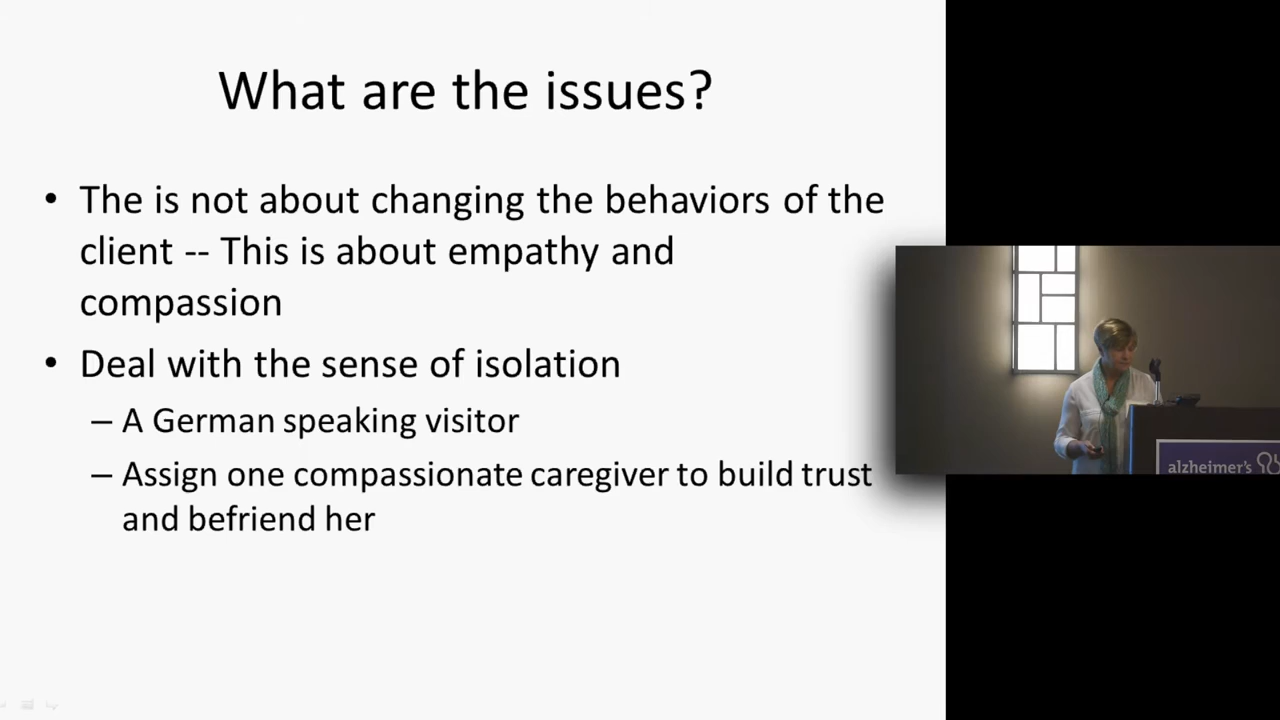 What are the issues?
• The is not about changing the behaviors of the
client -- This is about empathy and
compassion
• Deal with the sense of isolation
– A German speaking visitor
– Assign one compassionate caregiver to build trust
and befriend her
alzheimer's